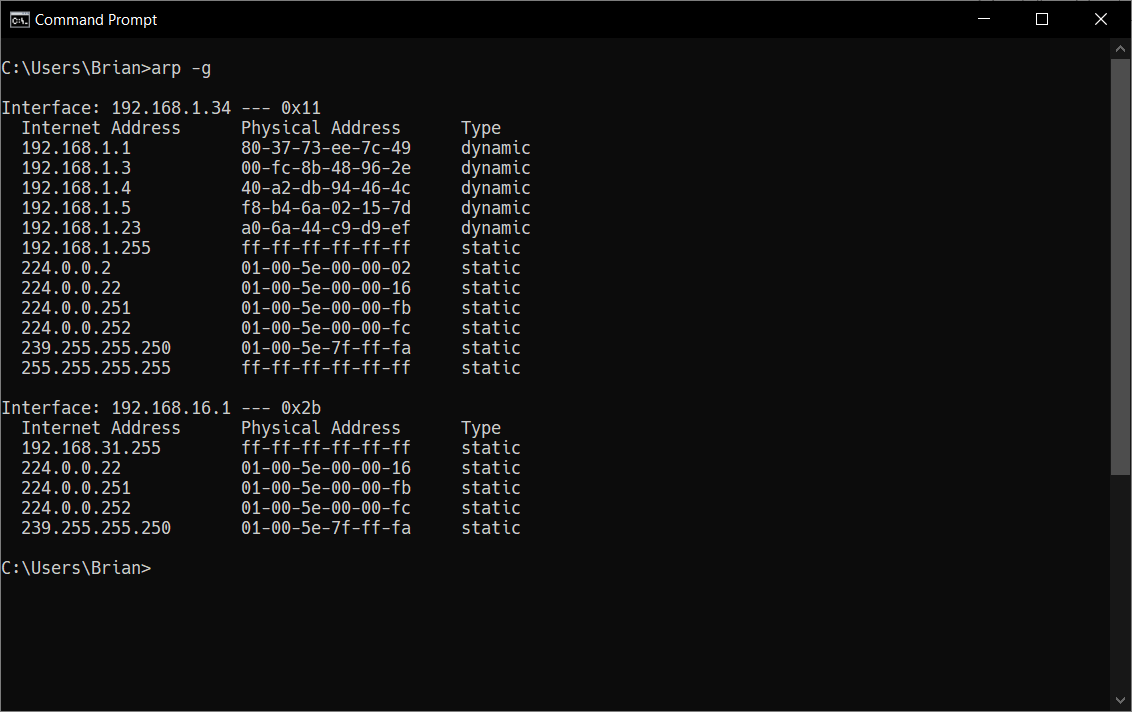 Command Prompt
C:\Users\Brian>arp -g
Interface: 192.168.1.34 --- 0x11
Internet Address Physical Address Type
192.168.1.1 80-37-73-ee-7c-49 dynamic
192.168.1.3 00-fc-8b-48-96-2e dynamic
192.168.1.4 40-a2-db-94-46-4c dynamic
192.168.1.5 f8-b4-6a-02-15-7d dynamic
192.168.1.23 a0-6a-44-c9-d9-ef dynamic
192.168.1.255 ff-ff-ff-ff-ff-ff static
224.0.0.2 01-00-5e-00-00-02 static
224.0.0.22 01-00-5e-00-00-16 static
224.0.0.251 01-00-5e-00-00-fb static
224.0.0.252 01-00-5e-00-00-fc static
239.255.255.250 01-00-5e-7f-ff-fa static
255.255.255.255 ff-ff-ff-ff-ff-ff static
Interface: 192.168.16.1 --- 0x2b
Internet Address Physical Address Type
192.168.31.255 ff-ff-ff-ff-ff-ff static
224.0.0.22 01-00-5e-00-00-16 static
224.0.0.251 01-00-5e-00-00-fb static
224.0.0.252 01-00-5e-00-00-fc static
239.255.255.250 01-00-5e-7f-ff-fa static
C:\Users\Brian>